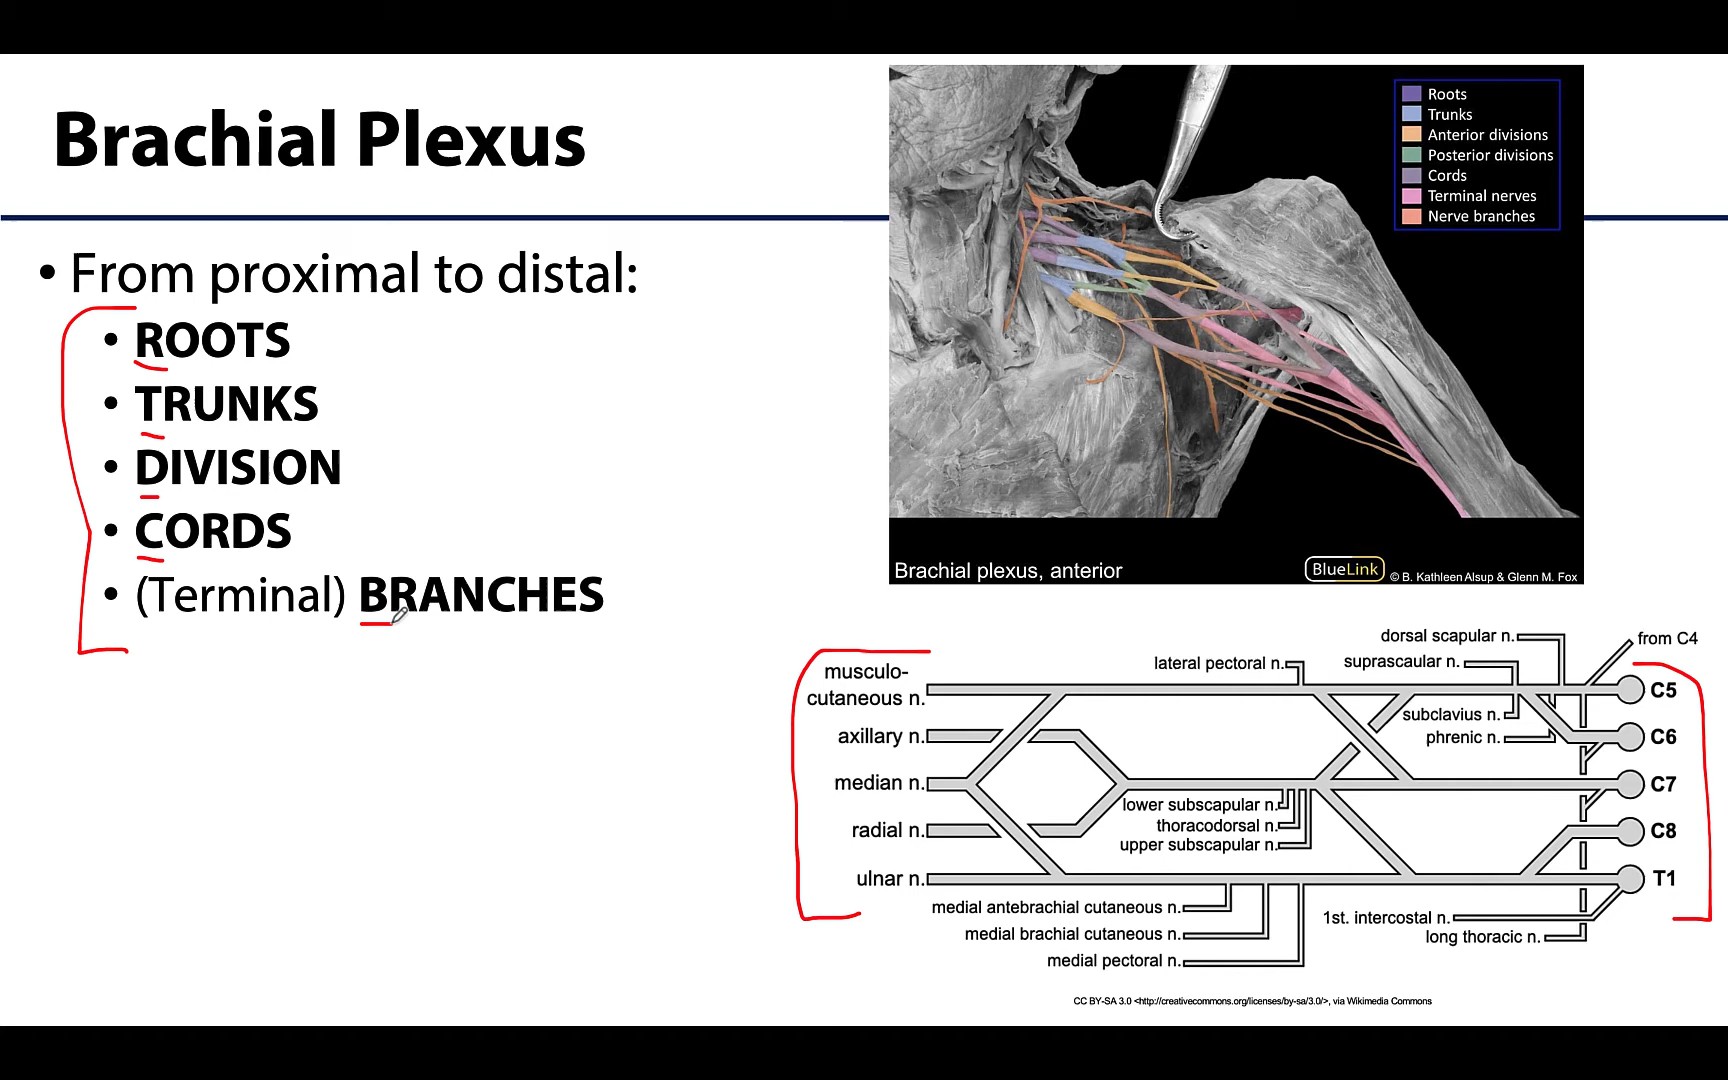 Brachial Plexus
• From proximal to distal:
• ROOTS
• TRUNKS
• DIVISION
• CORDS
• (Terminal) BRANCHES
Roots
Trunks
Anterior divisions
Posterior divisions
Cords
Terminal nerves
Nerve branches
Brachial plexus, anterior
BlueLink
© B. Kathleen Alsup & Glenn M. Fox
dorsal scapular n.
from C4
lateral pectoral n.
suprascaular n.
musculo-
cutaneous n.
C5
subclavius n.
axillary n.
phrenic n.
C6
median n.
C7
lower subscapular n.
thoracodorsal n.
radial n.
C8
upper subscapular n.
ulnar n.
T1
medial antebrachial cutaneous n.
1st. intercostal n.
medial brachial cutaneous n.
long thoracic n.
medial pectoral n.
CC BY-SA 3.0 <http://creativecommons.org/licenses/by-sa/3.0/>, via Wikimedia Commons